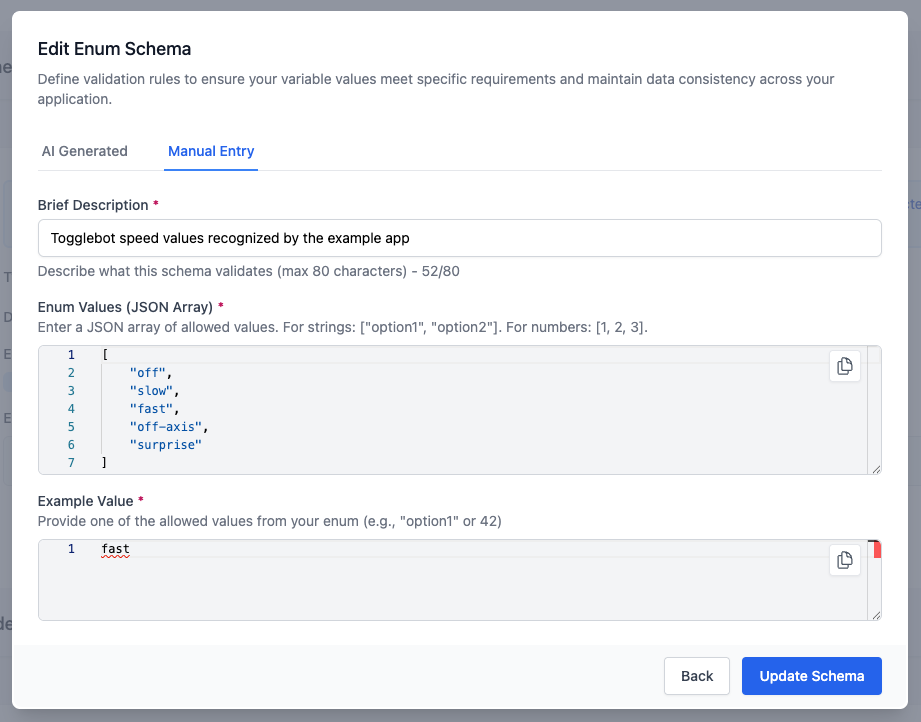 Edit Enum Schema
Define validation rules to ensure your variable values meet specific requirements and maintain data consistency across your
application.
AI Generated
Manual Entry
Brief Description *
Togglebot speed values recognized by the example app
Describe what this schema validates (max 80 characters) - 52/80
Enum Values (JSON Array) *
Enter a JSON array of allowed values. For strings: ["option1", "option2"]. For numbers: [1, 2, 3].
1 [
2 "off",
3 "slow",
4 "fast",
5 "off-axis",
6 "surprise"
7 ]
Example Value *
Provide one of the allowed values from your enum (e.g., "option1" or 42)
1 fast
Back
Update Schema